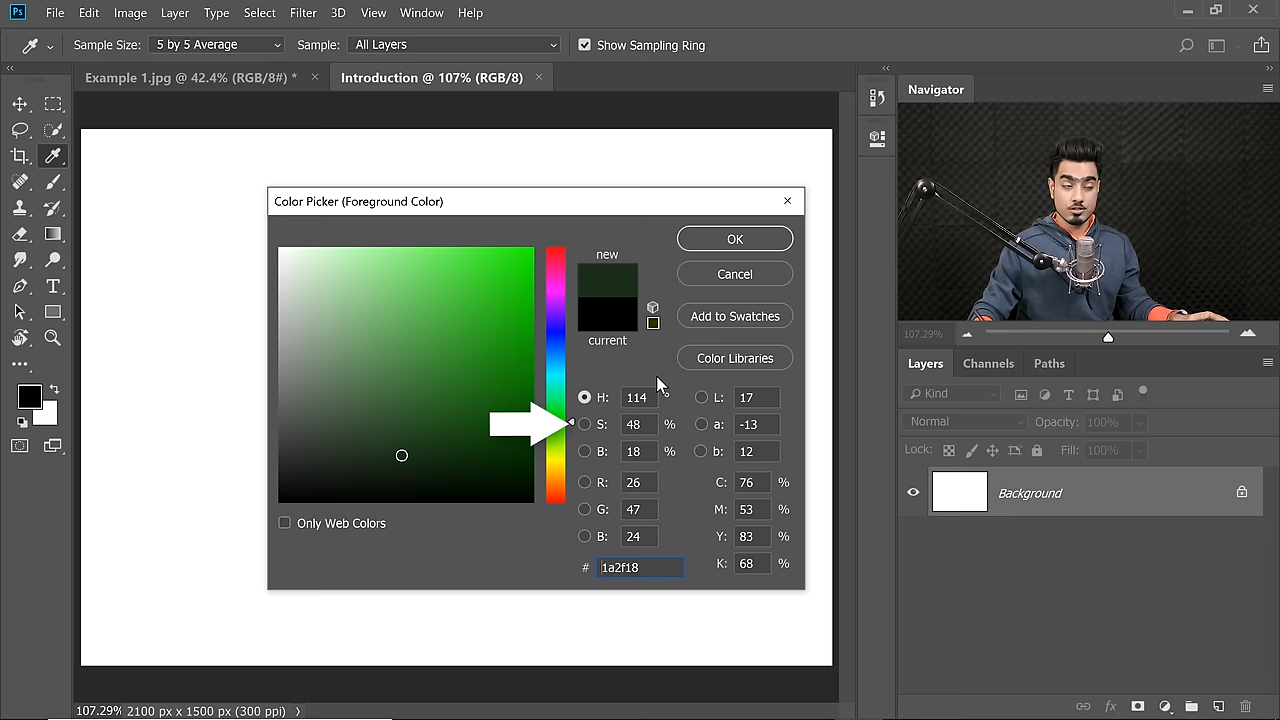 Ps File Edit Image Layer Type Select Filter 3D View Window Help
Sample Size: 5 by 5 Average Sample: All Layers Show Sampling Ring
Example 1.jpg @ 42.4% (RGB/8#) * × Introduction @ 107% (RGB/8) ×
Navigator
Color Picker (Foreground Color)
OK
new
Cancel
Add to Swatches
current
Color Libraries
107.29%
Layers Channels Paths
Kind
Normal Opacity: 100%
Lock: Fill: 100%
Background
H: 114 L: 17
S: 48 % a: -13
B: 18 % b: 12
R: 26 C: 76 %
G: 47 M: 53 %
B: 24 Y: 83 %
# 1a2f18 K: 68 %
Only Web Colors
T
fx
107.29% 2100 px x 1500 px (300 ppi)